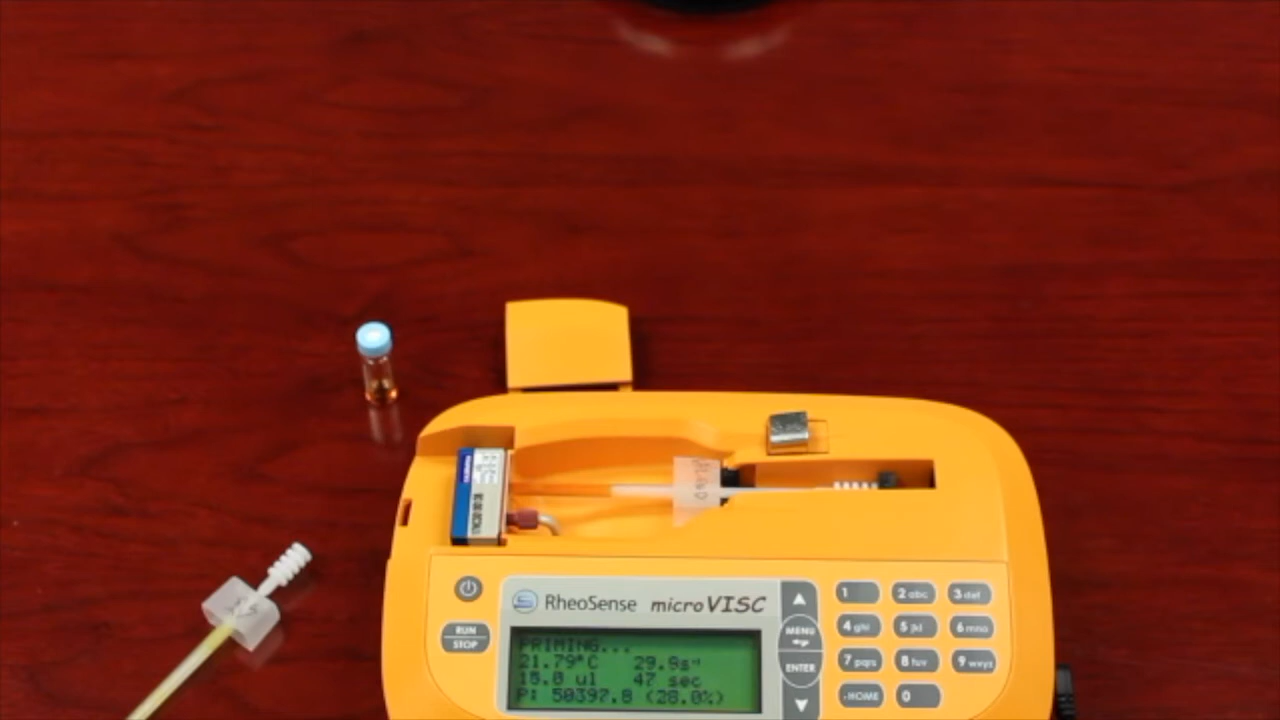 RheoSense microVISC
RUN
STOP
PRIMING...
21.79°C 29.9s⁻¹
15.0 ul 47 sec
P: 50397.8 (28.0%)
MENU
ENTER
1 2 abc 3 def
4 ghi 5 jkl 6 mno
7 pqrs 8 tuv 9 wxyz
.HOME 0